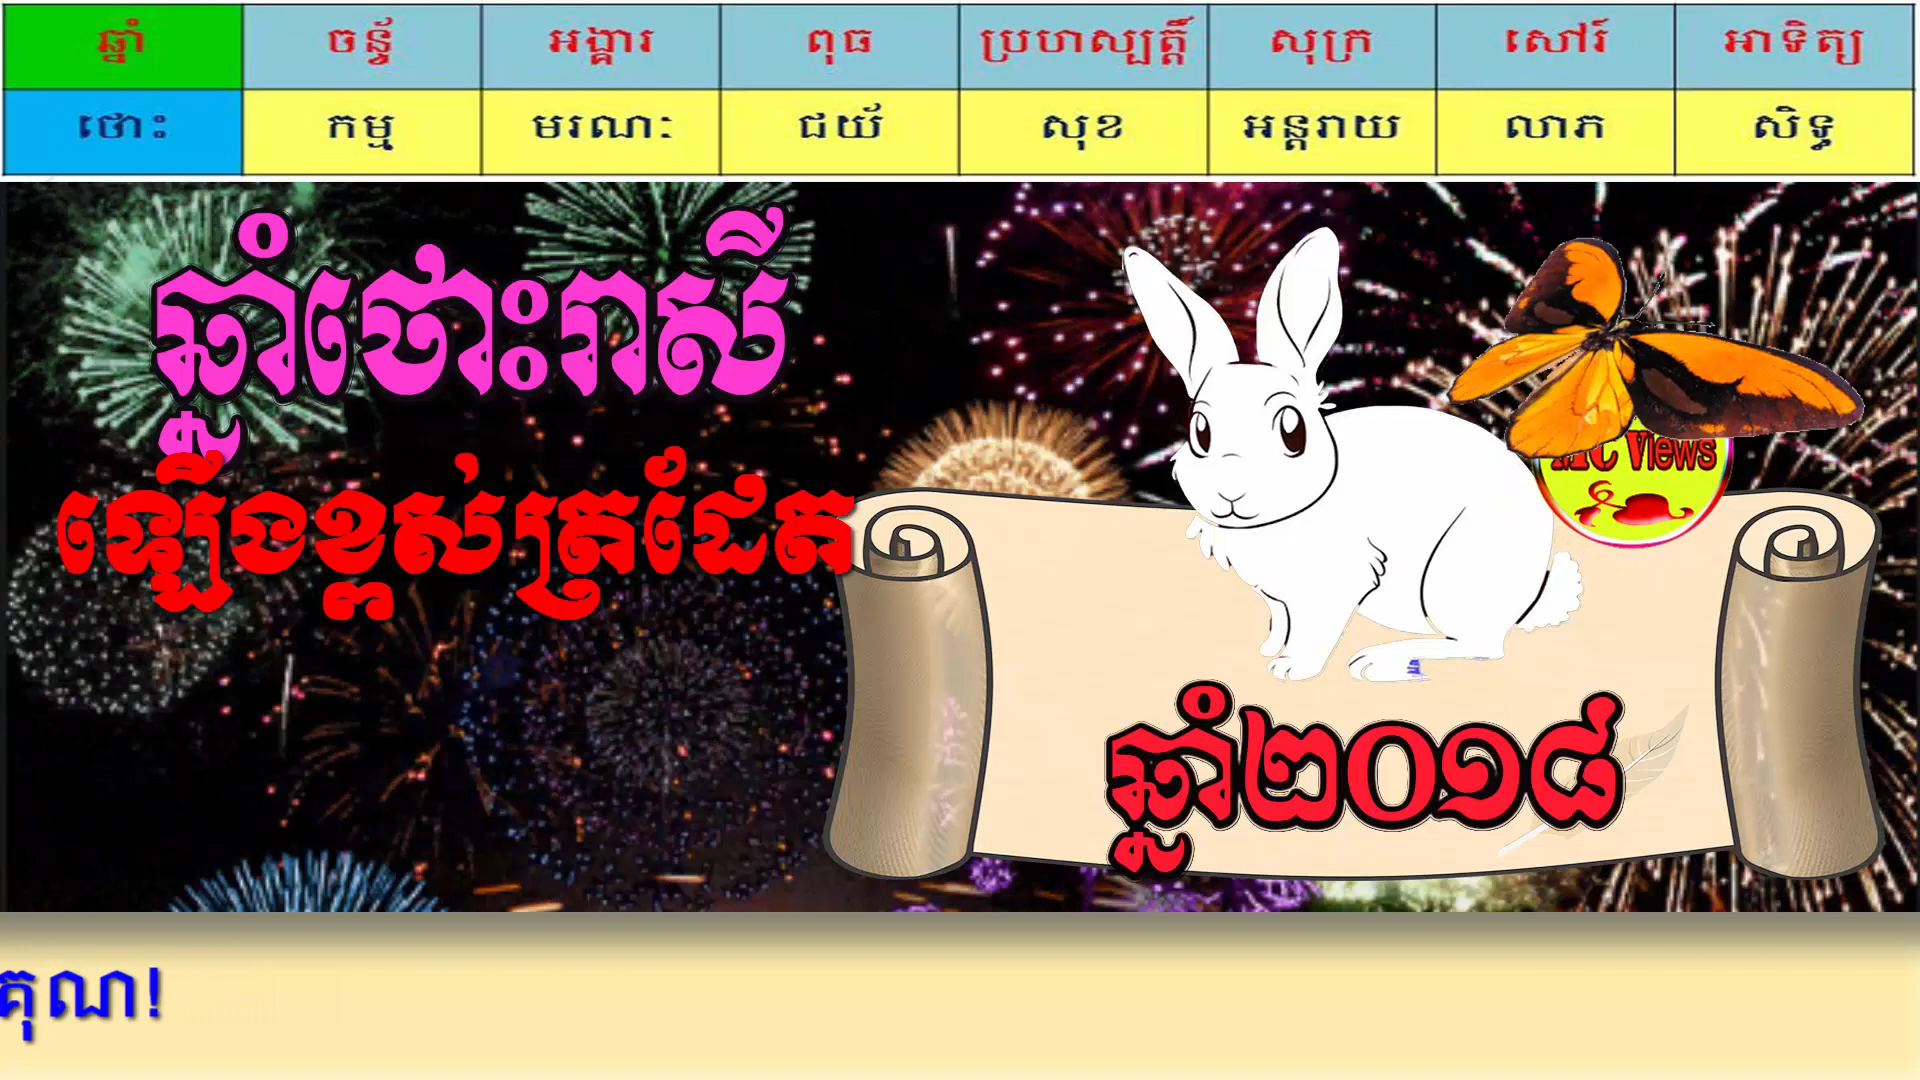 ឆ្នាំ ចន្ទ័ អង្គារ ពុធ ប្រហស្បត្តិ៍ សុក្រ សៅរ៍ អាទិត្យ
ថោះ កម្ម មរណៈ ជយ័ សុខ អន្តរាយ លាភ សិទ្ធ
ឆ្នាំថោះរាសី
ឡើងខ្ពស់ត្រដែត
MC Views
ឆ្នាំ២០១៨
គុណ!